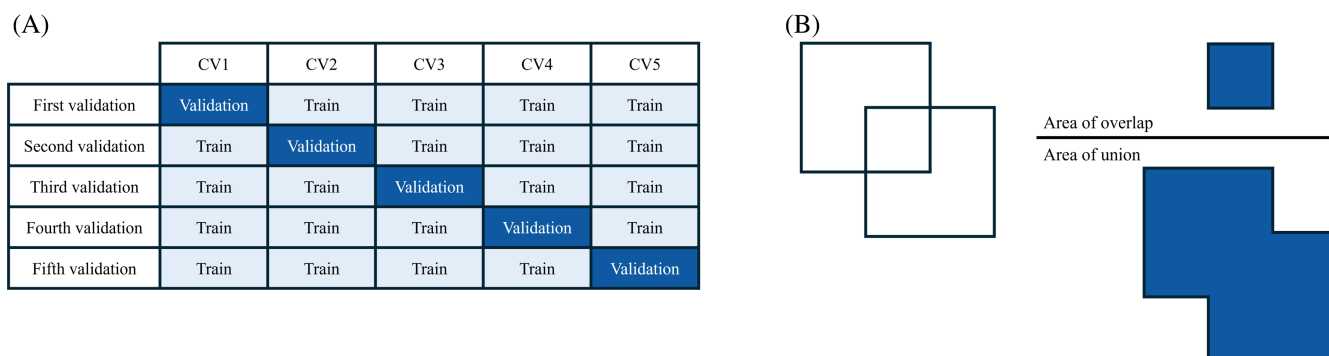 (A)
CV1 CV2 CV3 CV4 CV5
First validation Validation Train Train Train Train
Second validation Train Validation Train Train Train
Third validation Train Train Validation Train Train
Fourth validation Train Train Train Validation Train
Fifth validation Train Train Train Train Validation
(B)
Area of overlap
Area of union